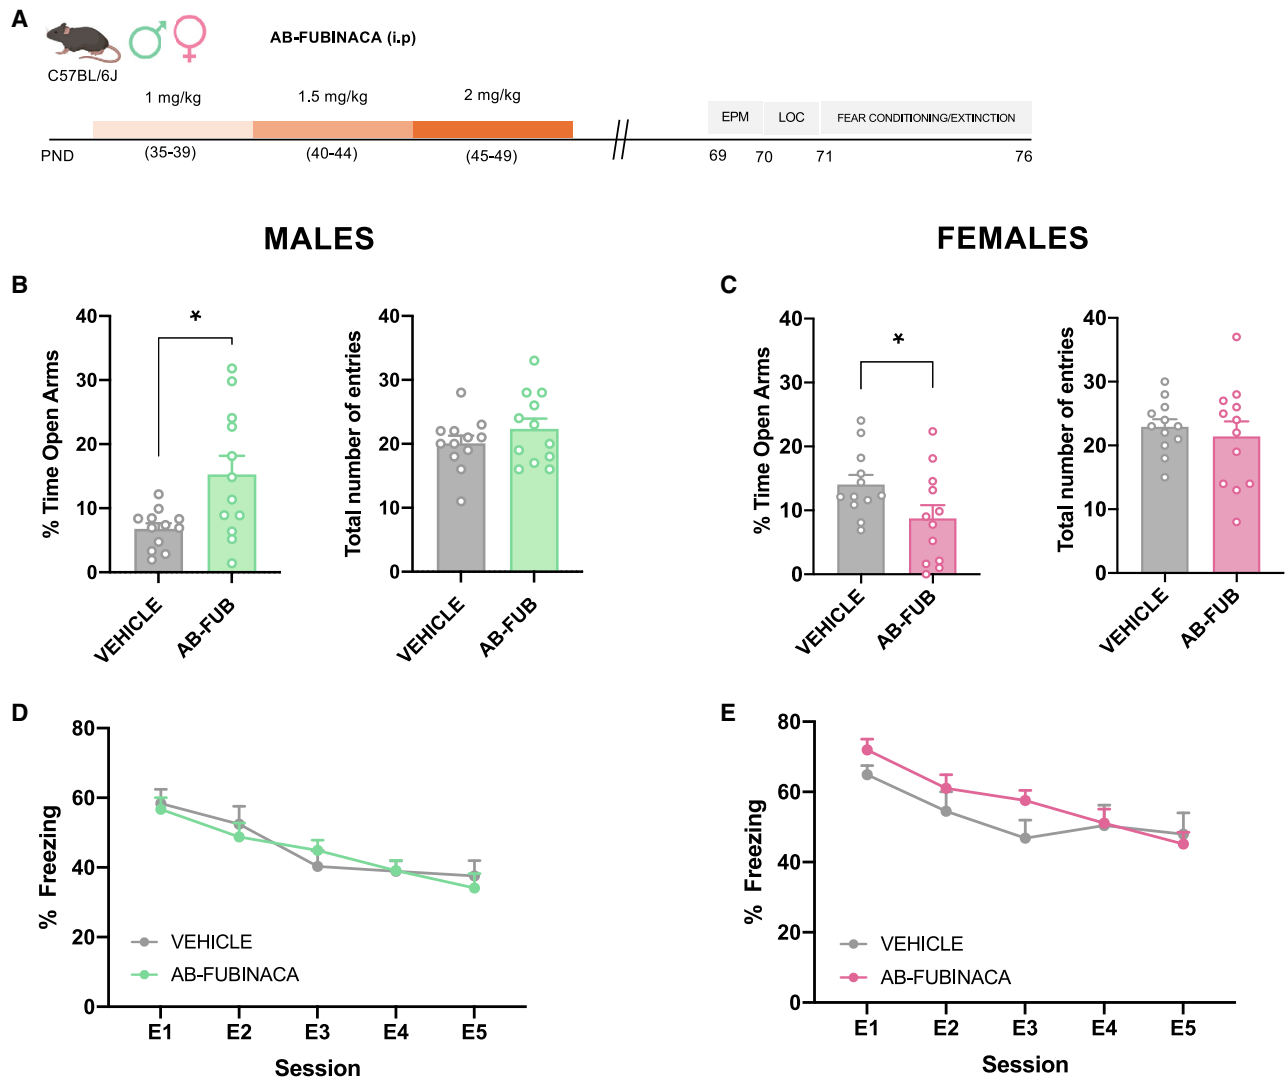 A
AB-FUBINACA (i.p)
C57BL/6J
1 mg/kg 1.5 mg/kg 2 mg/kg
EPM LOC FEAR CONDITIONING/EXTINCTION
PND (35-39) (40-44) (45-49) 69 70 71 76
MALES
FEMALES
B
% Time Open Arms
40
30
20
10
0
*
VEHICLE
AB-FUB
Total number of entries
40
30
20
10
0
VEHICLE
AB-FUB
C
% Time Open Arms
40
30
20
10
0
*
VEHICLE
AB-FUB
Total number of entries
40
30
20
10
0
VEHICLE
AB-FUB
D
% Freezing
80
60
40
20
0
VEHICLE
AB-FUBINACA
E1 E2 E3 E4 E5
Session
E
% Freezing
80
60
40
20
0
VEHICLE
AB-FUBINACA
E1 E2 E3 E4 E5
Session